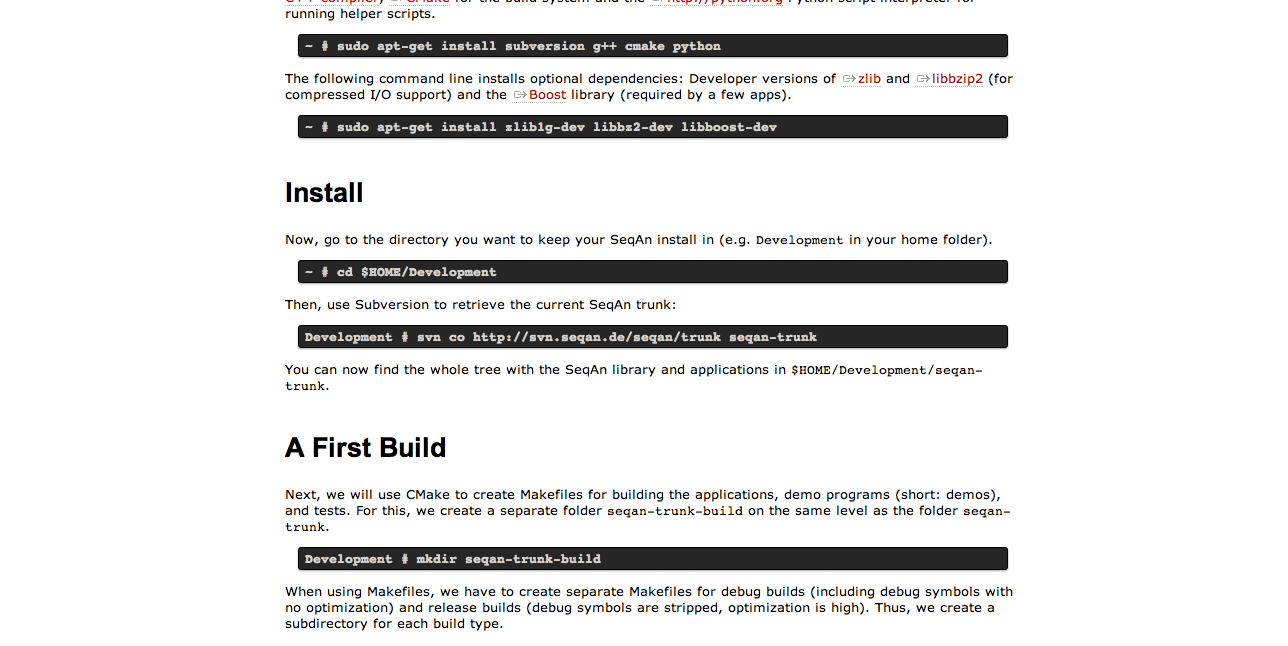 running helper scripts.
~ # sudo apt-get install subversion g++ cmake python
The following command line installs optional dependencies: Developer versions of zlib and libbzip2 (for
compressed I/O support) and the Boost library (required by a few apps).
~ # sudo apt-get install zlib1g-dev libbz2-dev libboost-dev
Install
Now, go to the directory you want to keep your SeqAn install in (e.g. Development in your home folder).
~ # cd $HOME/Development
Then, use Subversion to retrieve the current SeqAn trunk:
Development # svn co http://svn.seqan.de/seqan/trunk seqan-trunk
You can now find the whole tree with the SeqAn library and applications in $HOME/Development/seqan-
trunk.
A First Build
Next, we will use CMake to create Makefiles for building the applications, demo programs (short: demos),
and tests. For this, we create a separate folder seqan-trunk-build on the same level as the folder seqan-
trunk.
Development # mkdir seqan-trunk-build
When using Makefiles, we have to create separate Makefiles for debug builds (including debug symbols with
no optimization) and release builds (debug symbols are stripped, optimization is high). Thus, we create a
subdirectory for each build type.